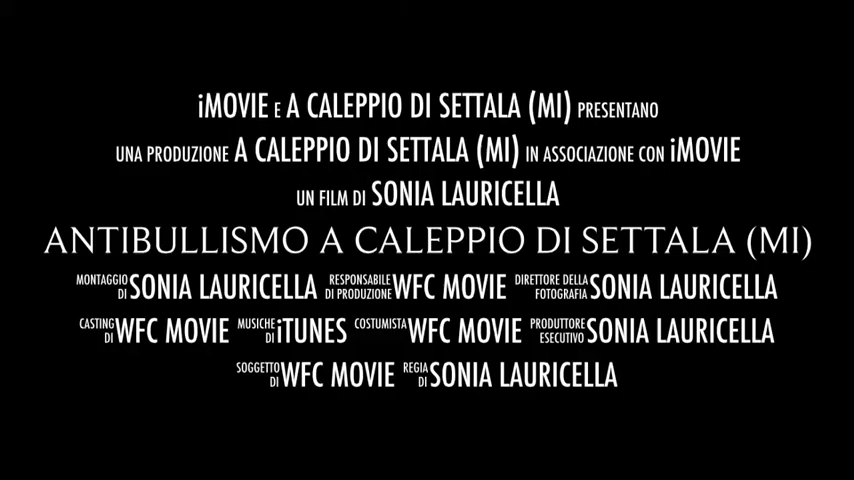 iMOVIE E A CALEPPIO DI SETTALA (MI) PRESENTANO
UNA PRODUZIONE A CALEPPIO DI SETTALA (MI) IN ASSOCIAZIONE CON iMOVIE
UN FILM DI SONIA LAURICELLA
ANTIBULLISMO A CALEPPIO DI SETTALA (MI)
MONTAGGIO DI SONIA LAURICELLA RESPONSABILE DI PRODUZIONE WFC MOVIE DIRETTORE DELLA FOTOGRAFIA SONIA LAURICELLA
CASTING DI WFC MOVIE MUSICHE DI iTUNES COSTUMISTA WFC MOVIE PRODUTTORE ESECUTIVO SONIA LAURICELLA
SOGGETTO DI WFC MOVIE REGIA DI SONIA LAURICELLA